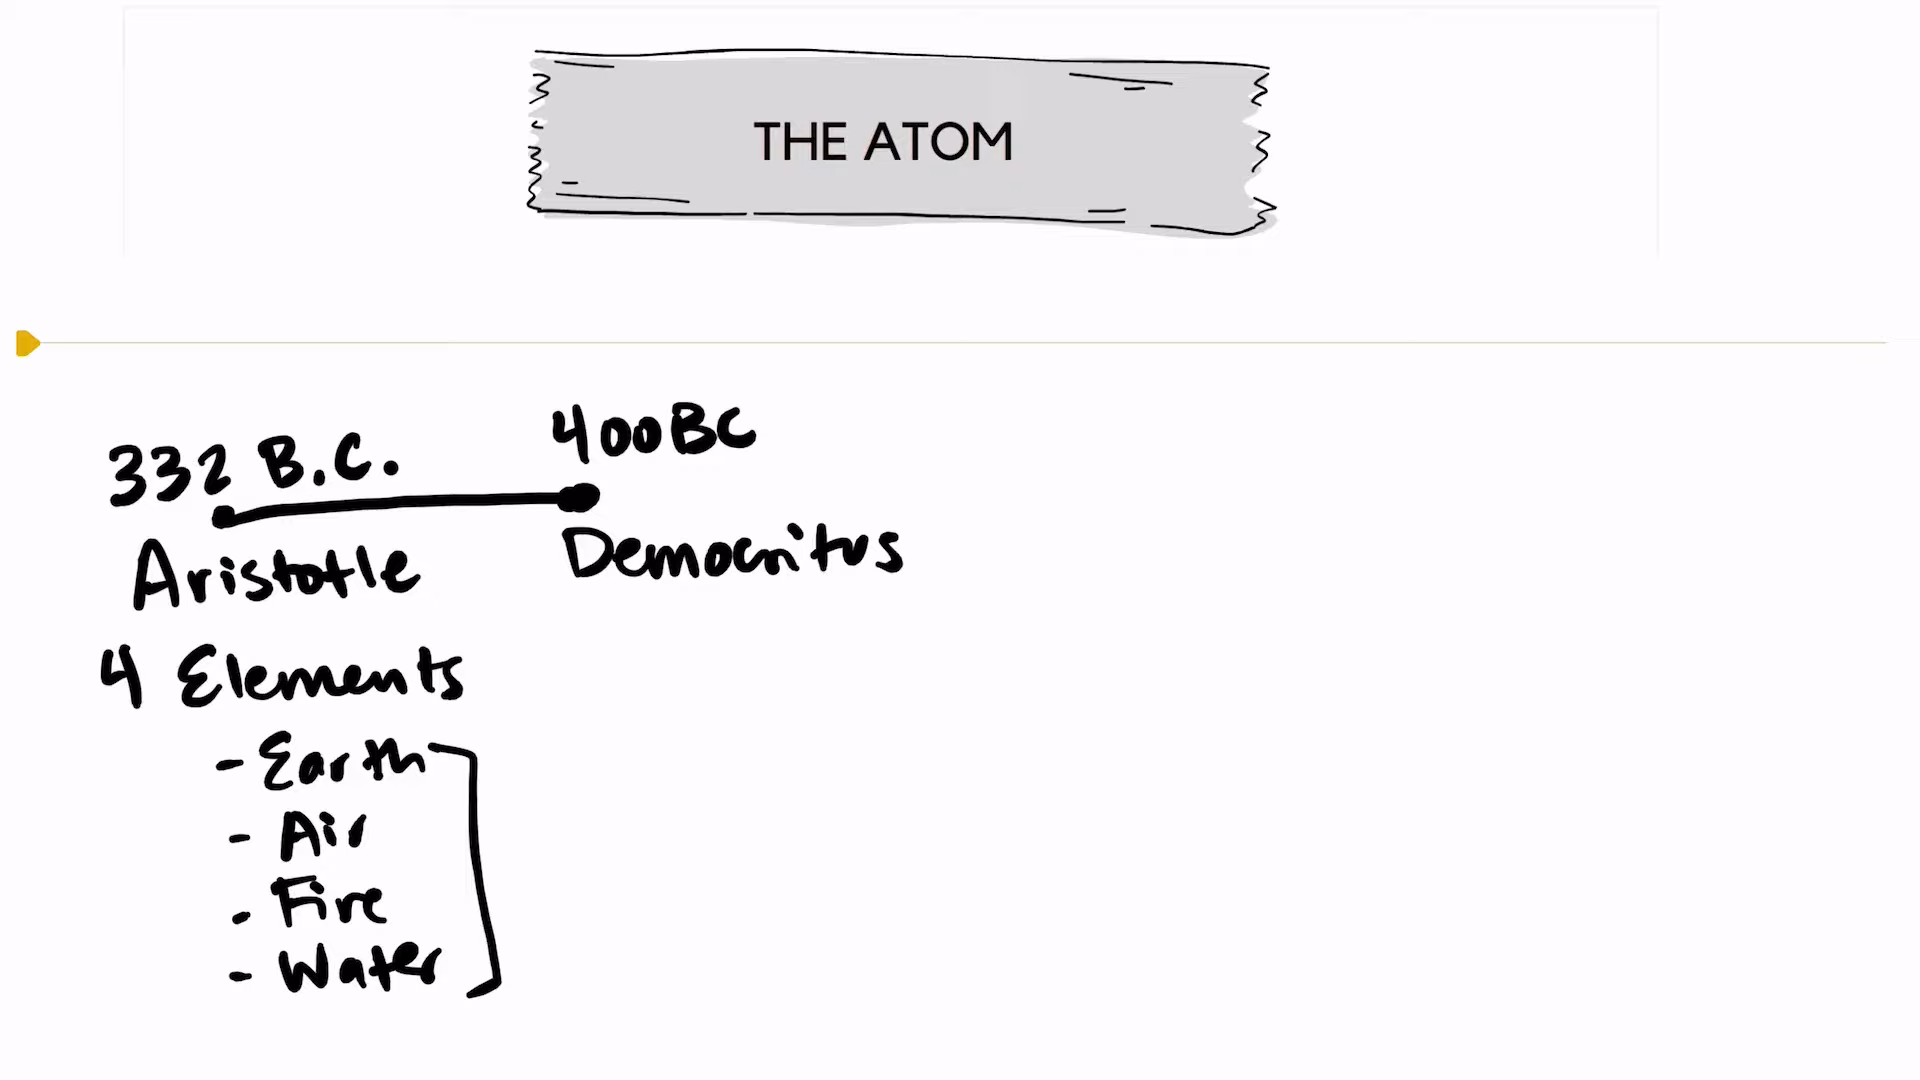 THE ATOM
332 B.C.
400BC
Aristotle
Democritus
4 Elements
- Earth
- Air
- Fire
- Water